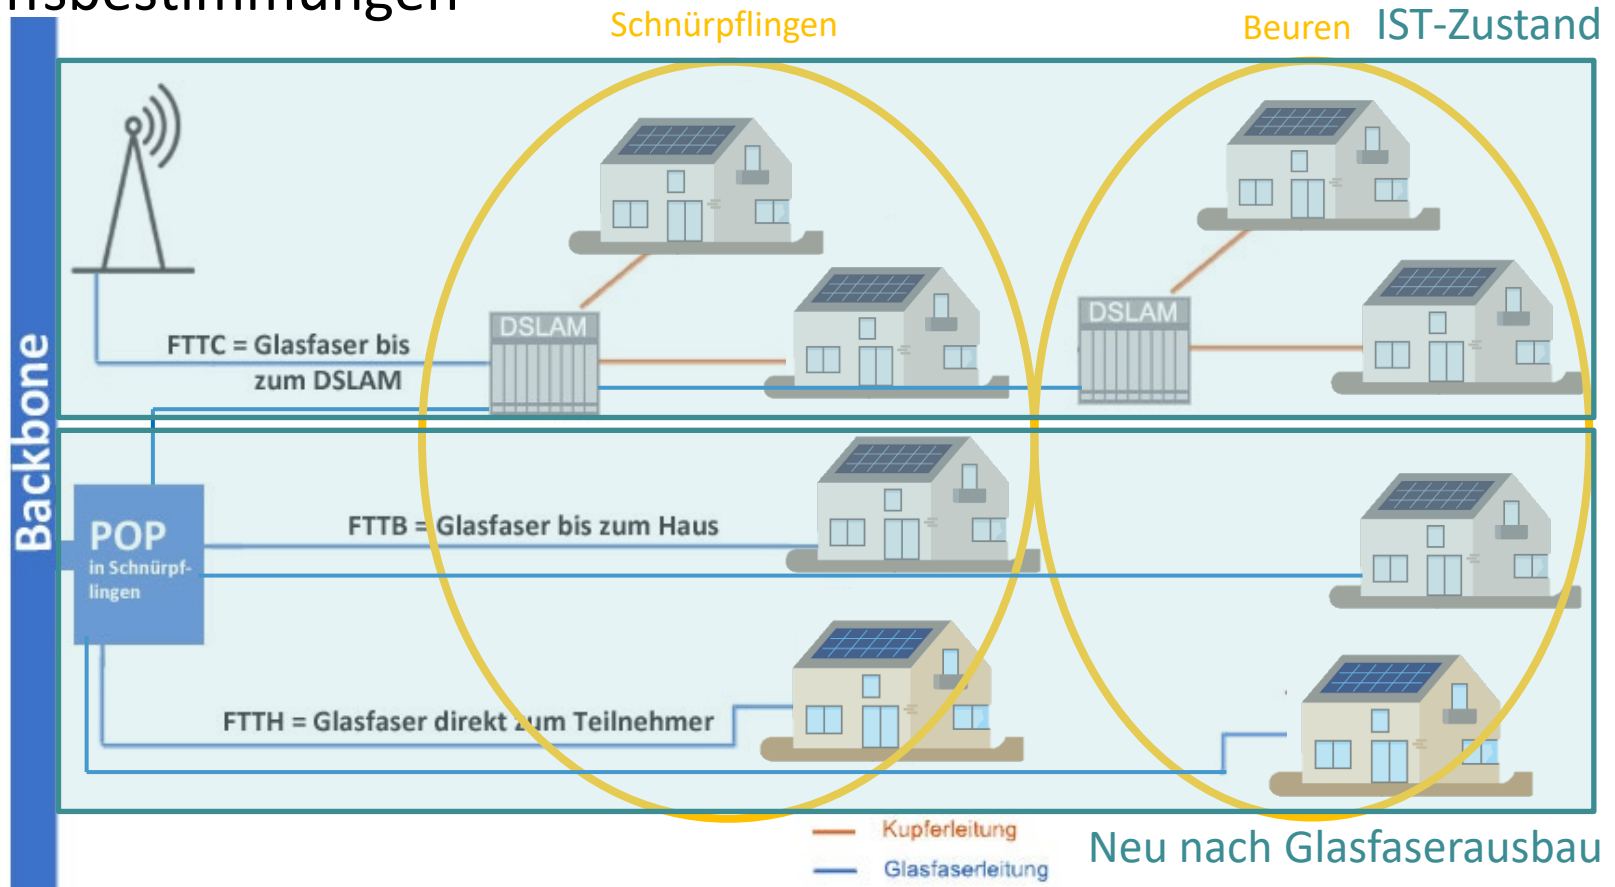 nsbestimmungen
Schnürpflingen
Beuren IST-Zustand
DSLAM
DSLAM
FTTC = Glasfaser bis
zum DSLAM
Backbone
POP
in Schnürpf-
lingen
FTTB = Glasfaser bis zum Haus
FTTH = Glasfaser direkt zum Teilnehmer
Kupferleitung
Glasfaserleitung
Neu nach Glasfaserausbau